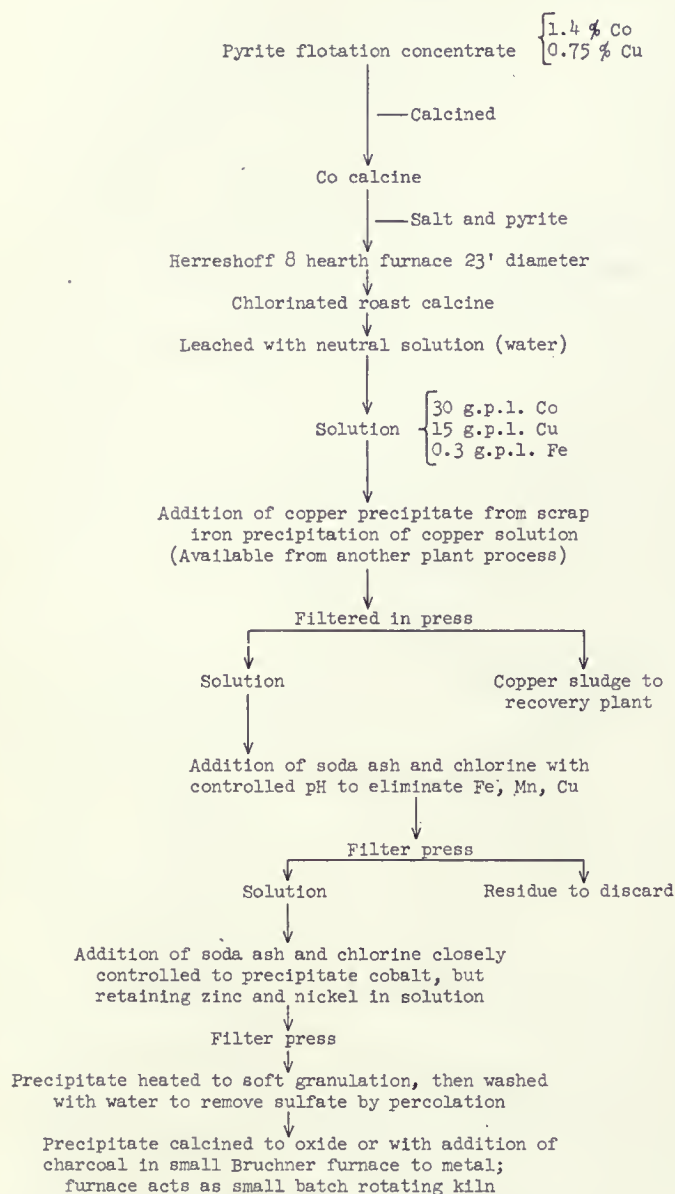 1.4 % Co
Pyrite flotation concentrate
0.75 % Cu
Calcined
Co calcine
Salt and pyrite
Herreshoff 8 hearth furnace 23' diameter
Chlorinated roast calcine
Leached with neutral solution (water)
30 g.p.l. Co
Solution
15 g.p.l. Cu
0.3 g.p.l. Fe
Addition of copper precipitate from scrap
iron precipitation of copper solution
(Available from another plant process)
Filtered in press
Solution
Copper sludge to
recovery plant
Addition of soda ash and chlorine with
controlled pH to eliminate Fe, Mn, Cu
Filter press
Solution
Residue to discard
Addition of soda ash and chlorine closely
controlled to precipitate cobalt, but
retaining zinc and nickel in solution
Filter press
Precipitate heated to soft granulation, then washed
with water to remove sulfate by percolation
Precipitate calcined to oxide or with addition of
charcoal in small Bruchner furnace to metal;
furnace acts as small batch rotating kiln